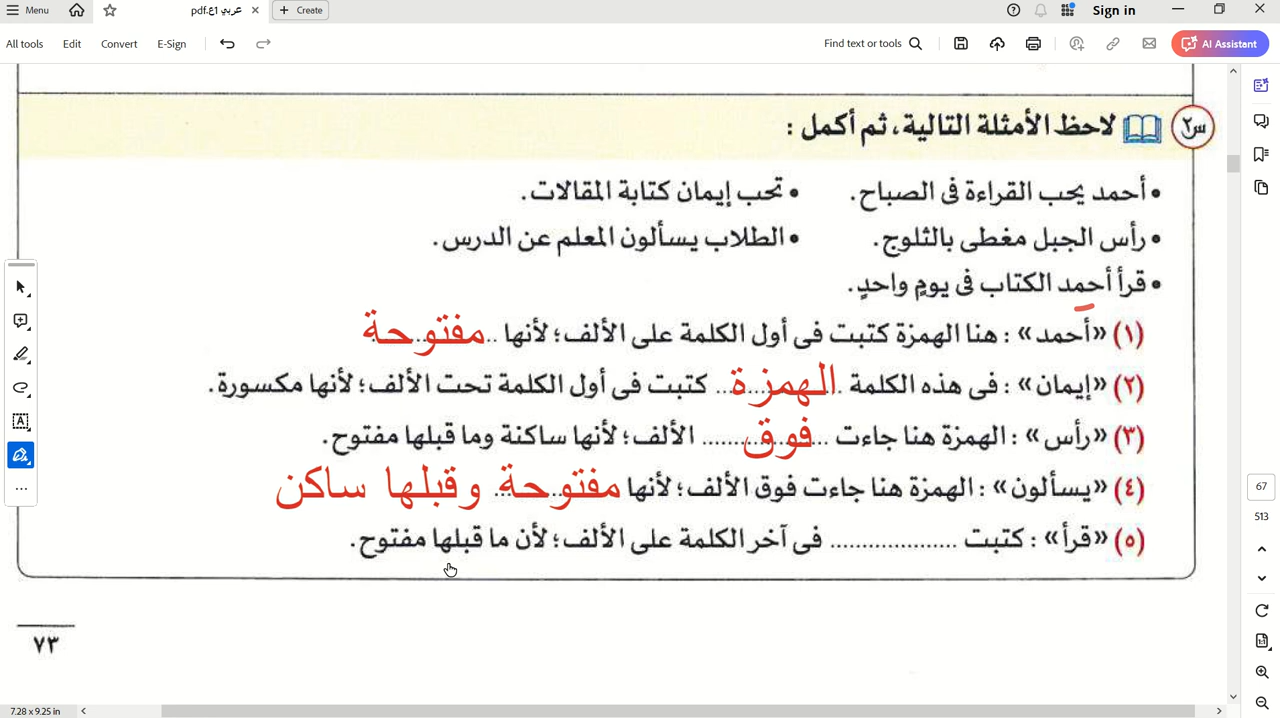 Menu
عربي 1ع.pdf
Create
Sign in
All tools
Edit
Convert
E-Sign
Find text or tools
AI Assistant
س٢ لاحظ الأمثلة التالية، ثم أكمل :
• أحمد يحب القراءة فى الصباح. • تحب إيمان كتابة المقالات.
• رأس الجبل مغطى بالثلوج. • الطلاب يسألون المعلم عن الدرس.
• قرأ أحمد الكتاب فى يومٍ واحدٍ.
(١) «أحمد» : هنا الهمزة كتبت فى أول الكلمة على الألف؛ لأنها مفتوحة
(٢) «إيمان» : فى هذه الكلمة الهمزة كتبت فى أول الكلمة تحت الألف؛ لأنها مكسورة.
(٣) «رأس» : الهمزة هنا جاءت فوق الألف؛ لأنها ساكنة وما قبلها مفتوح.
(٤) «يسألون» : الهمزة هنا جاءت فوق الألف؛ لأنها مفتوحة وقبلها ساكن
(٥) «قرأ» : كتبت .................... فى آخر الكلمة على الألف؛ لأن ما قبلها مفتوح.
٧٣
67
513
7.28 x 9.25 in